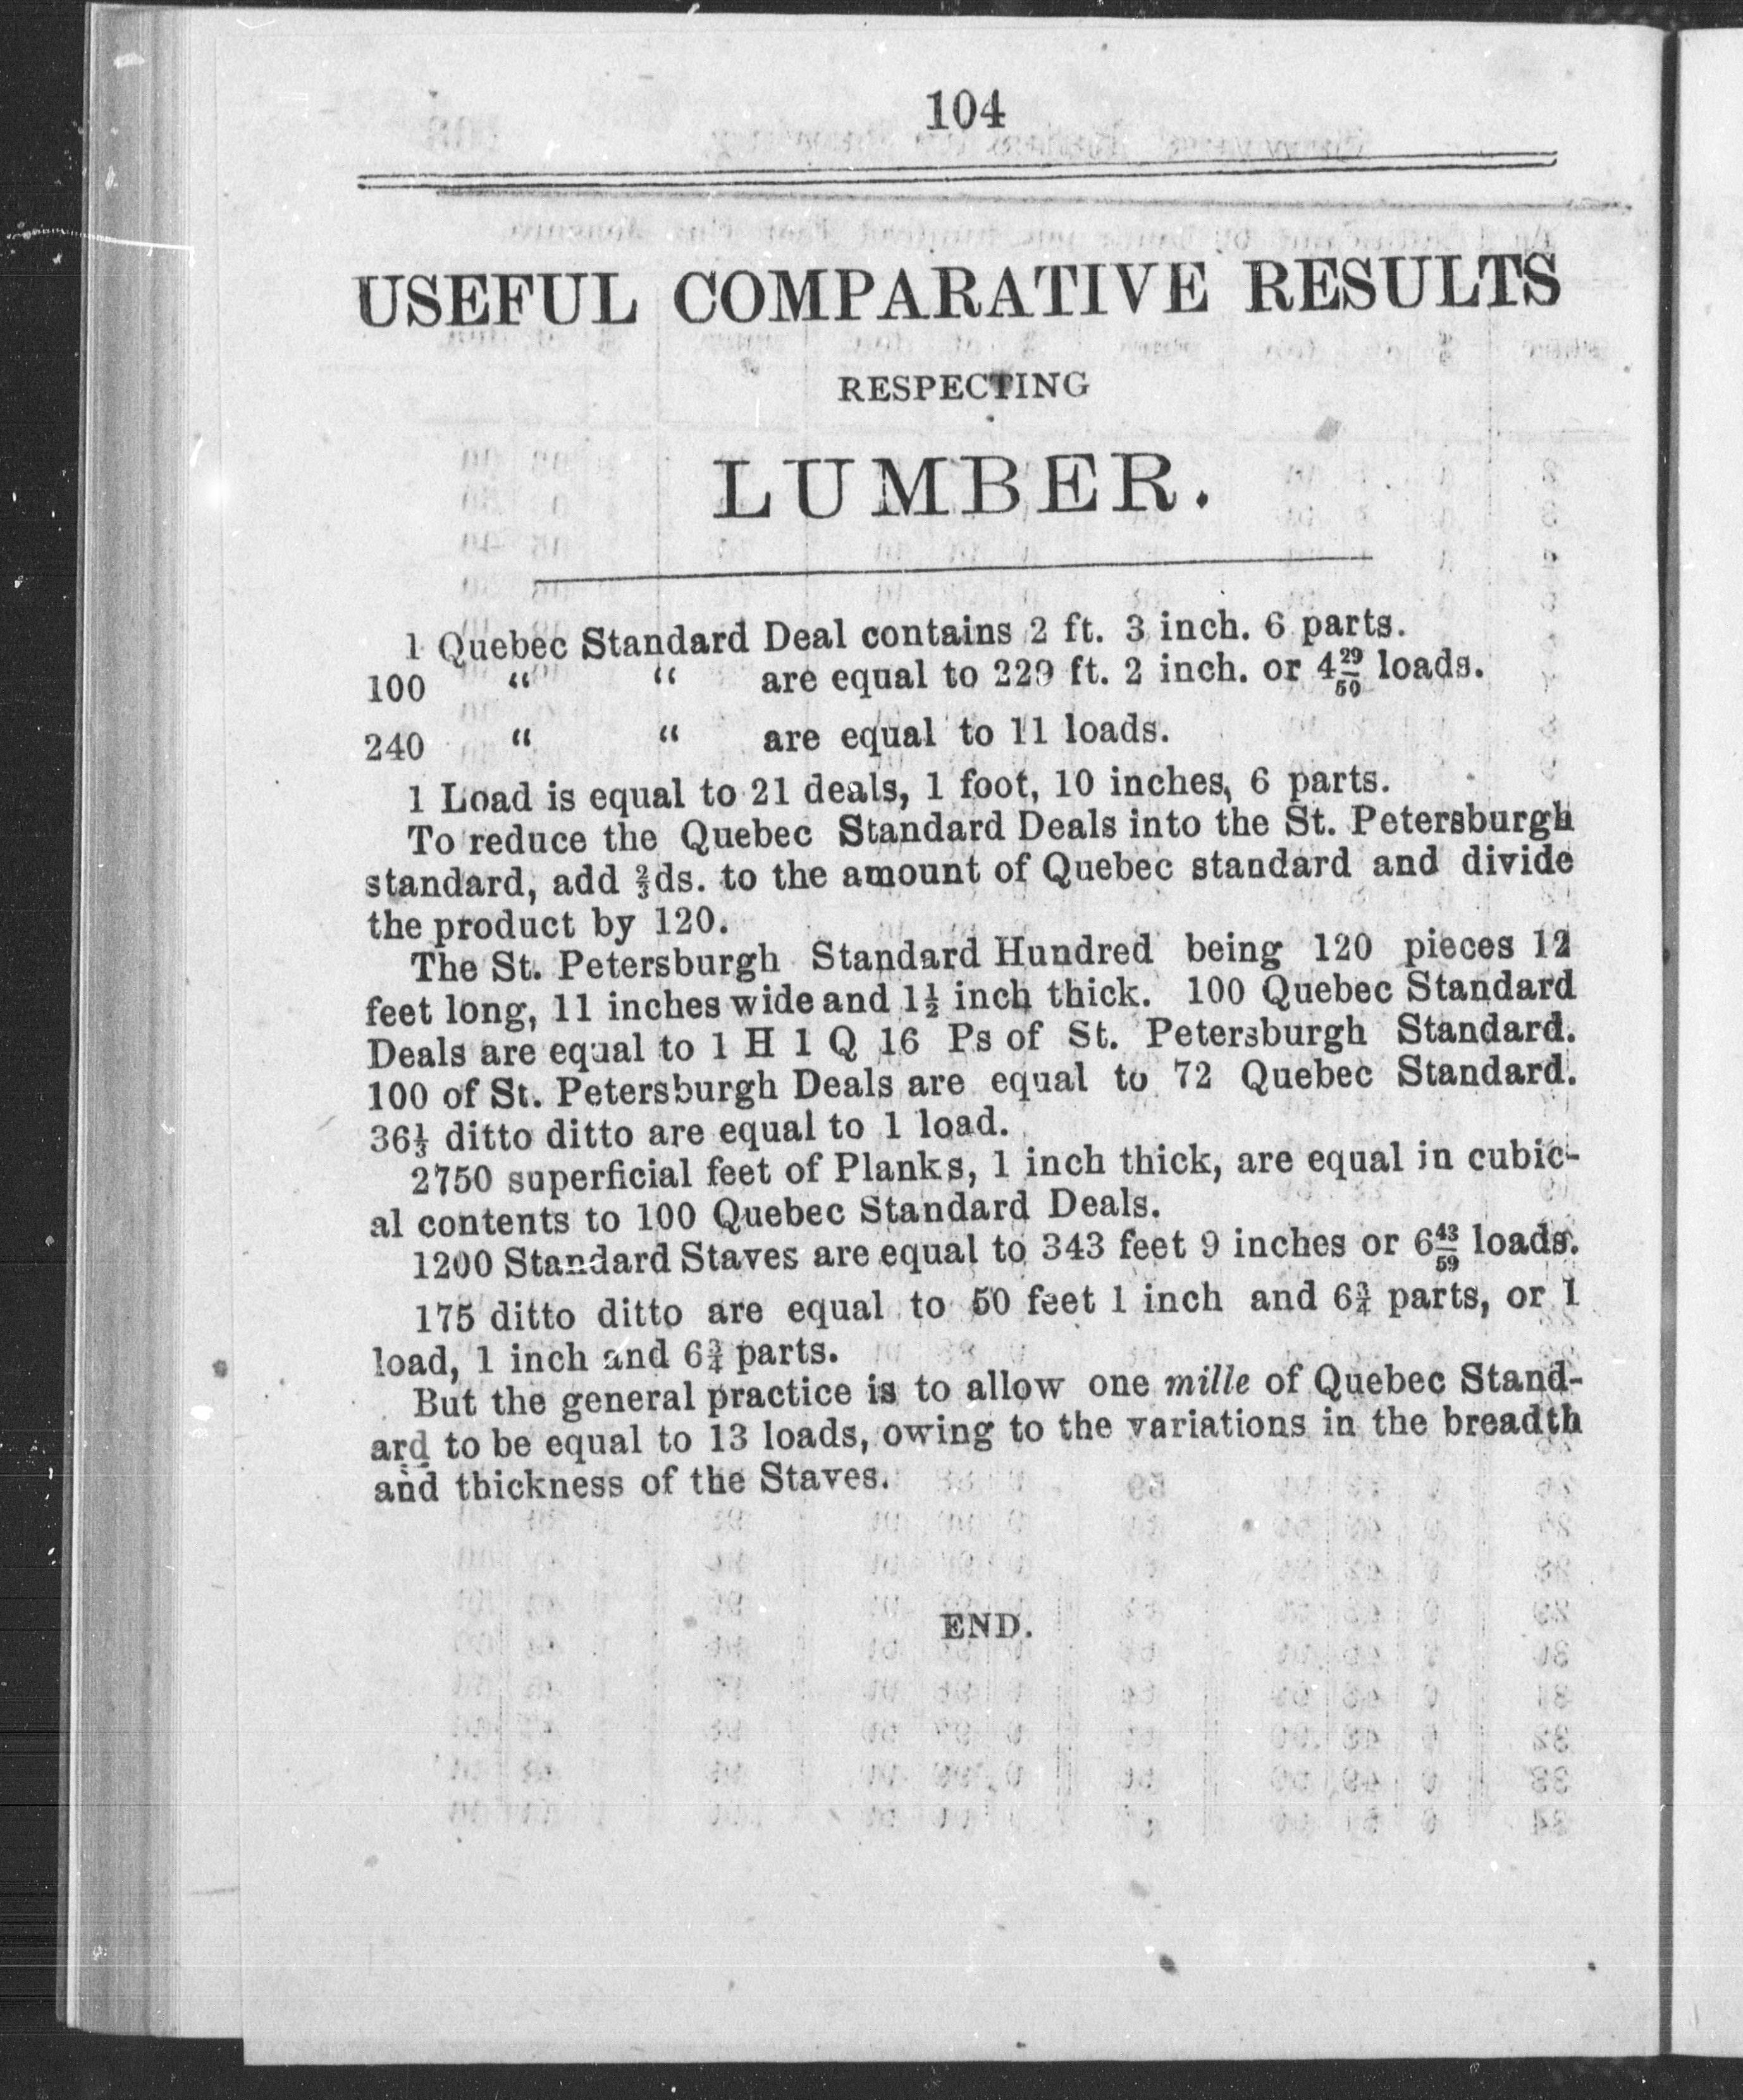 104
USEFUL COMPARATIVE RESULTS
RESPECTING
LUMBER.
1 Quebec Standard Deal contains 2 ft. 3 inch. 6 parts.
100 “ “ are equal to 229 ft. 2 inch. or 4 29/50 loads.
240 “ “ are equal to 11 loads.
1 Load is equal to 21 deals, 1 foot, 10 inches, 6 parts.
To reduce the Quebec Standard Deals into the St. Petersburgh
standard, add ⅔ds. to the amount of Quebec standard and divide
the product by 120.
The St. Petersburgh Standard Hundred being 120 pieces 12
feet long, 11 inches wide and 1½ inch thick. 100 Quebec Standard
Deals are equal to 1 H 1 Q 16 Ps of St. Petersburgh Standard.
100 of St. Petersburgh Deals are equal to 72 Quebec Standard.
36⅓ ditto ditto are equal to 1 load.
2750 superficial feet of Planks, 1 inch thick, are equal in cubic-
al contents to 100 Quebec Standard Deals.
1200 Standard Staves are equal to 343 feet 9 inches or 6 43/59 loads.
175 ditto ditto are equal to 50 feet 1 inch and 6¾ parts, or 1
load, 1 inch and 6¾ parts.
But the general practice is to allow one mille of Quebec Stand-
ard to be equal to 13 loads, owing to the variations in the breadth
and thickness of the Staves.
END.